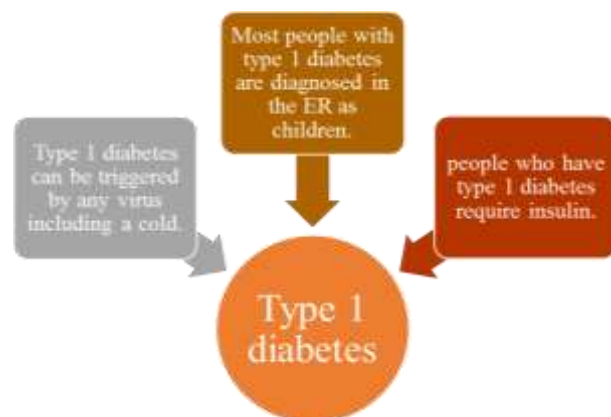 Most people with
type 1 diabetes
are diagnosed in
the ER as
children.
Type 1 diabetes
can be triggered
by any virus
including a cold.
people who have
type 1 diabetes
require insulin.
Type 1
diabetes